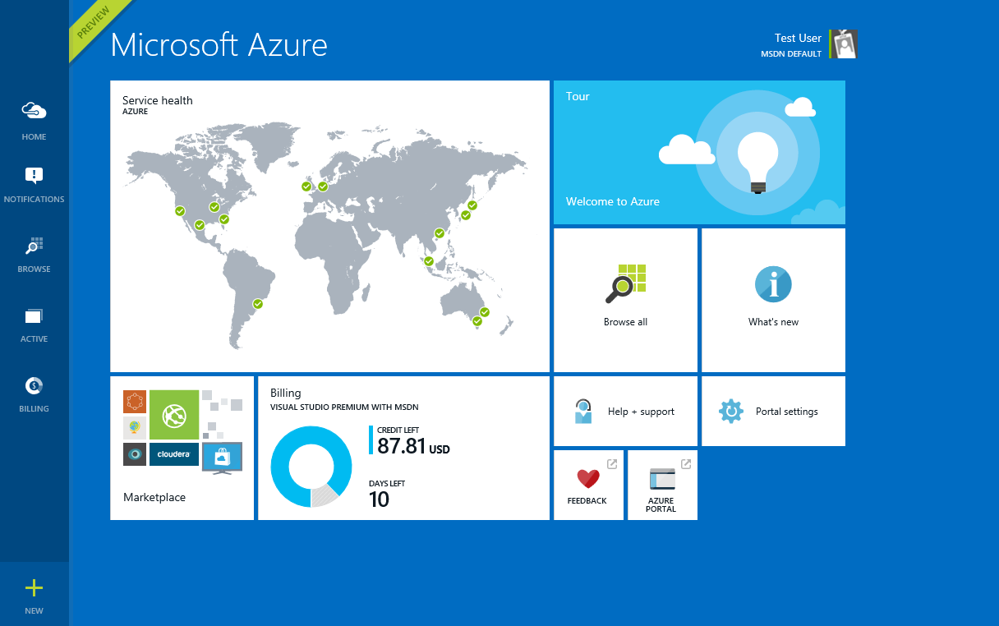 PREVIEW
Microsoft Azure
Test User
MSDN DEFAULT
HOME
NOTIFICATIONS
BROWSE
ACTIVE
BILLING
NEW
Service health
AZURE
Tour
Welcome to Azure
Browse all
What's new
cloudera
Marketplace
Billing
VISUAL STUDIO PREMIUM WITH MSDN
CREDIT LEFT
87.81 USD
DAYS LEFT
10
Help + support
Portal settings
FEEDBACK
AZURE
PORTAL